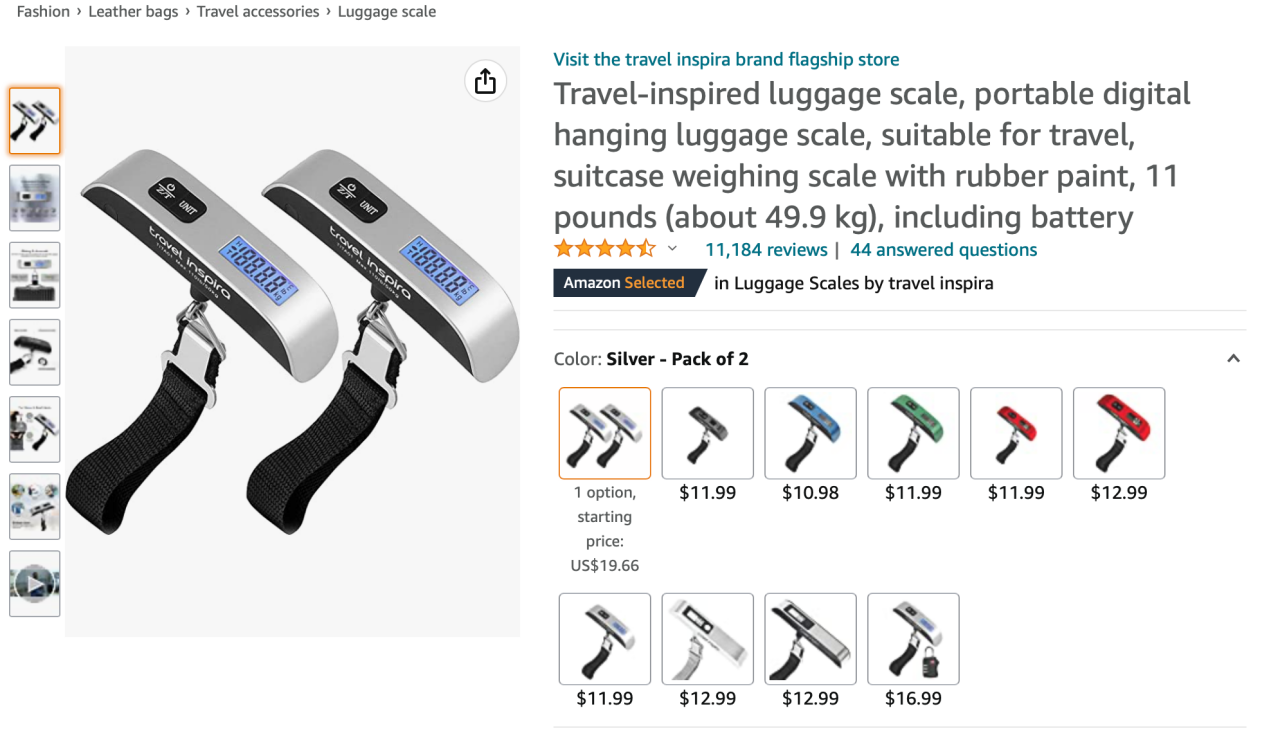 Fashion › Leather bags › Travel accessories › Luggage scale
Visit the travel inspira brand flagship store
Travel-inspired luggage scale, portable digital
hanging luggage scale, suitable for travel,
suitcase weighing scale with rubber paint, 11
pounds (about 49.9 kg), including battery
11,184 reviews | 44 answered questions
Amazon Selected in Luggage Scales by travel inspira
Color: Silver - Pack of 2
1 option,
starting
price:
US$19.66
$11.99
$10.98
$11.99
$11.99
$12.99
$11.99
$12.99
$12.99
$16.99
Z/T
UNIT
travel inspira
Z/T
UNIT
travel inspira